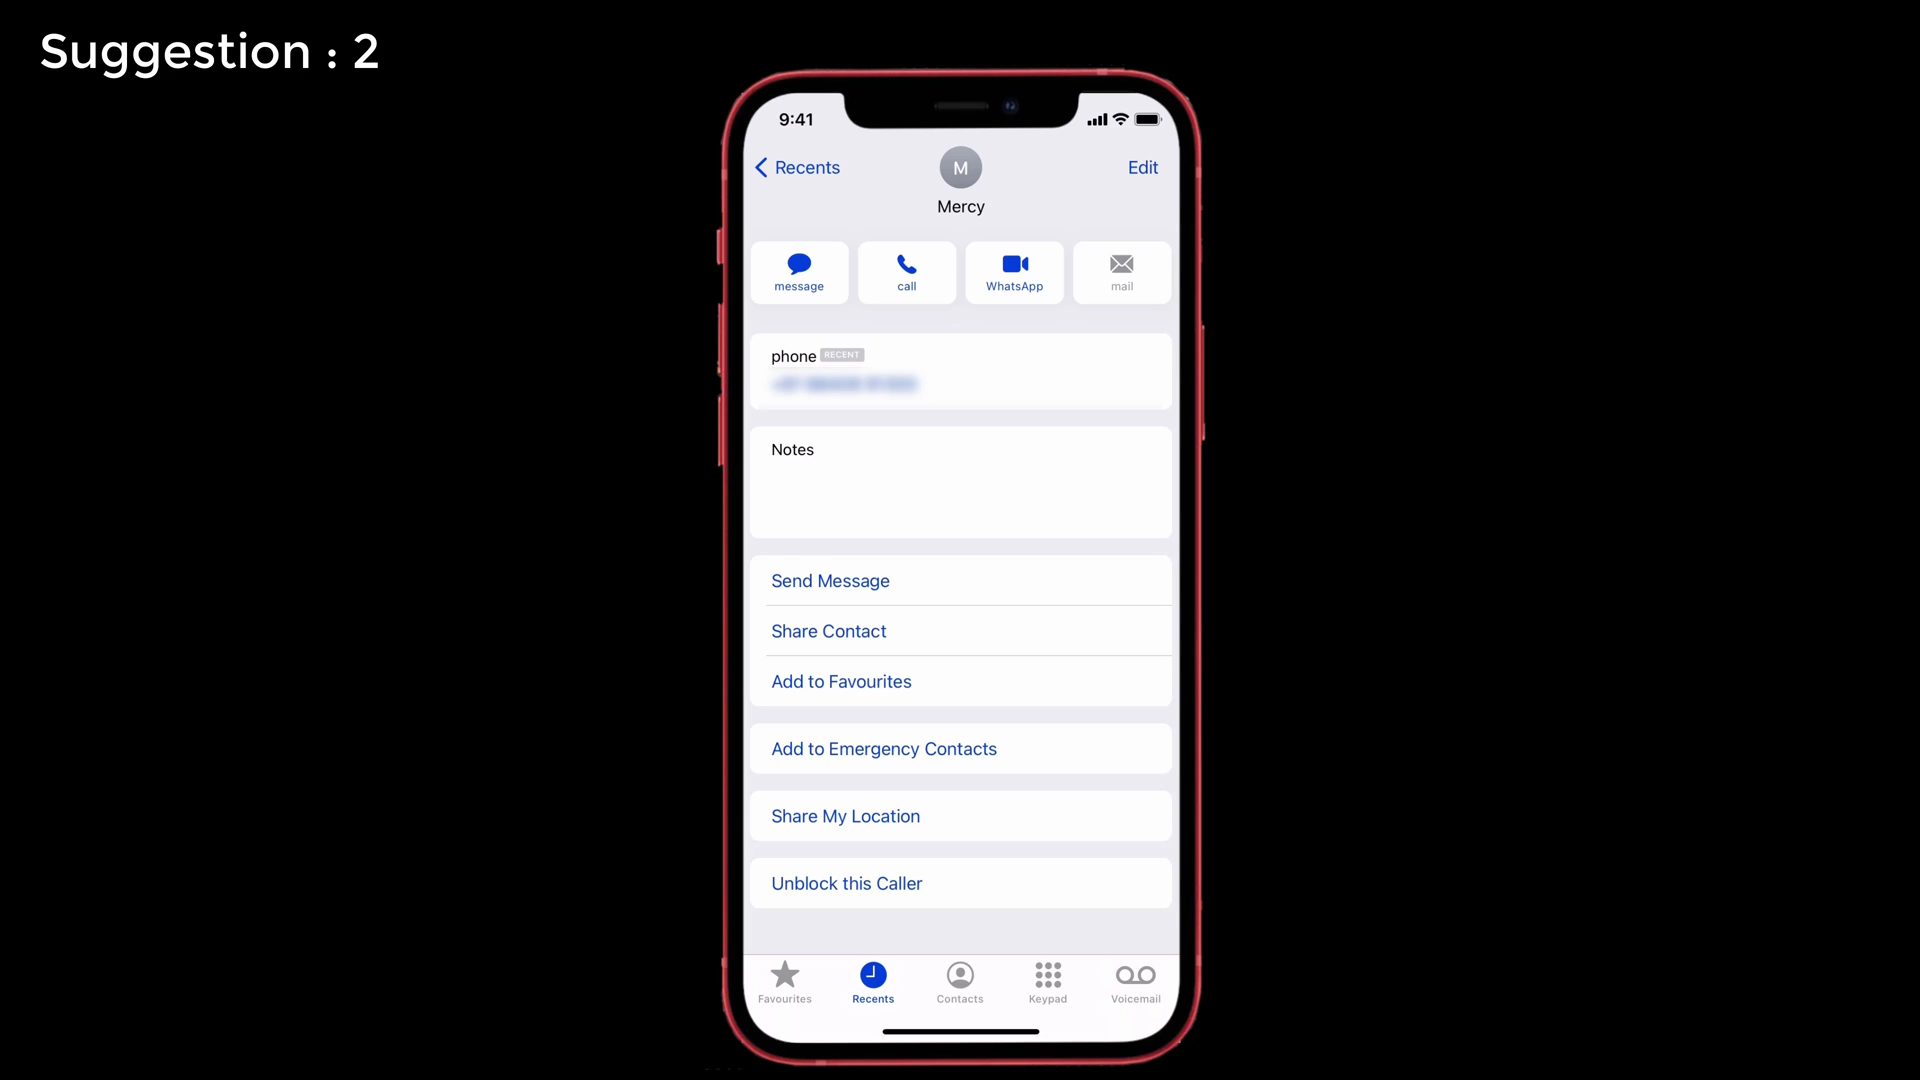 Suggestion : 2
9:41
Recents
M
Edit
Mercy
message
call
WhatsApp
mail
phone RECENT
Notes
Send Message
Share Contact
Add to Favourites
Add to Emergency Contacts
Share My Location
Unblock this Caller
Favourites
Recents
Contacts
Keypad
Voicemail